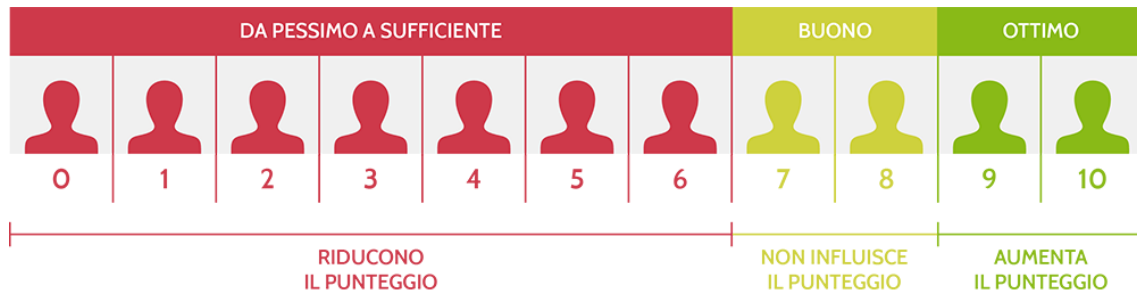 DA PESSIMO A SUFFICIENTE
BUONO
OTTIMO
0 1 2 3 4 5 6 7 8 9 10
RIDUCONO
IL PUNTEGGIO
NON INFLUISCE
IL PUNTEGGIO
AUMENTA
IL PUNTEGGIO